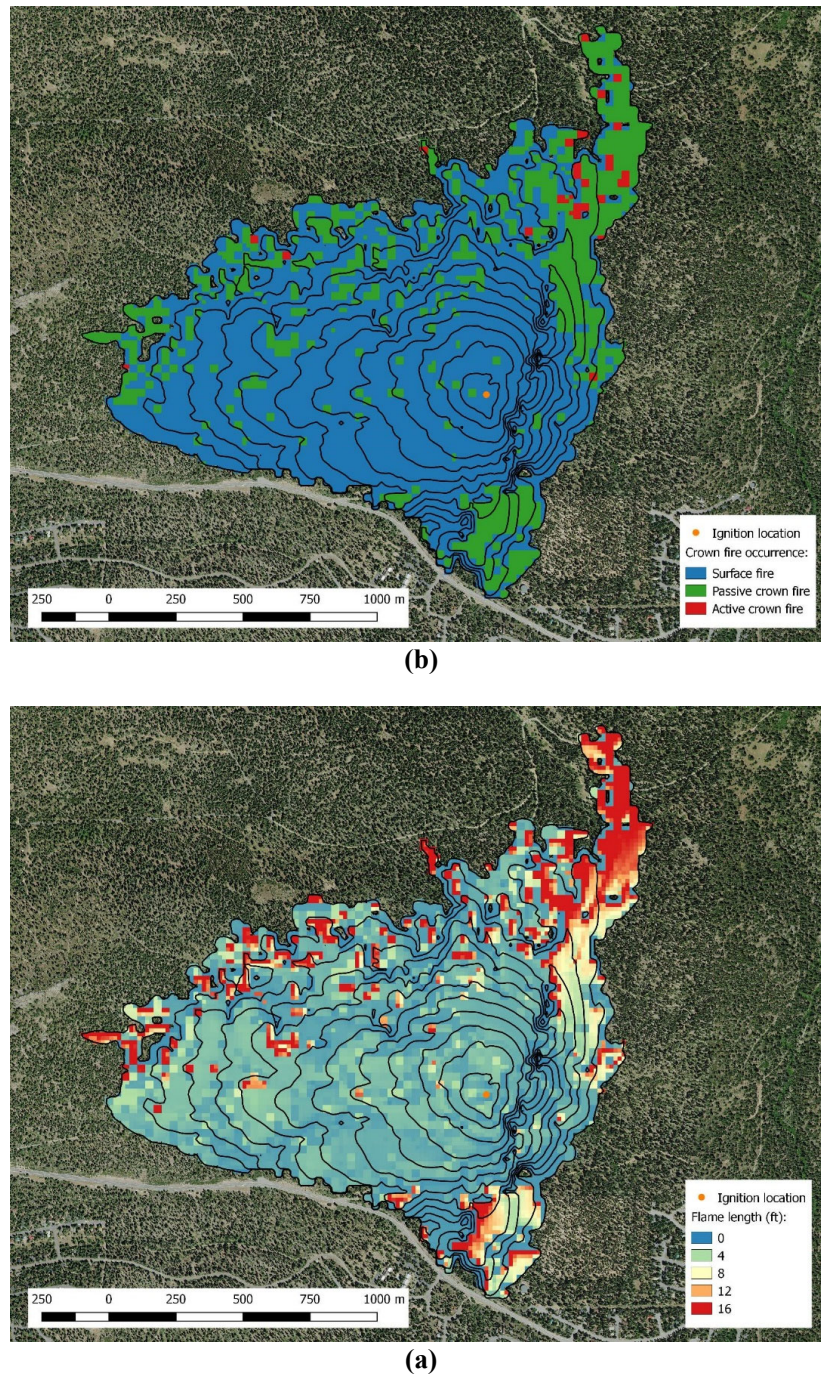 Ignition location
Crown fire occurrence:
Surface fire
Passive crown fire
Active crown fire
250 0 250 500 750 1000 m
(b)
Ignition location
Flame length (ft):
0
4
8
12
16
250 0 250 500 750 1000 m
(a)